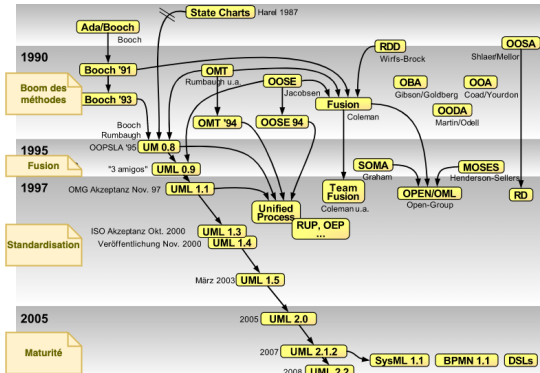 State Charts
Harel 1987
Ada/Booch
Booch
RDD
Wirfs-Brock
OOSA
Shlaer/Mellor
1990
Boom des
méthodes
Booch '91
OMT
Rumbaugh u.a.
OOSE
Jacobsen
OBA
Gibson/Goldberg
OOA
Coad/Yourdon
Booch '93
Fusion
Coleman
OODA
Martin/Odell
Booch
Rumbaugh
OMT '94
OOSE 94
1995
Fusion
OOPSLA '95
UM 0.8
"3 amigos"
UML 0.9
SOMA
Graham
MOSES
Henderson-Sellers
1997
OMG Akzeptanz Nov. 97
UML 1.1
Team
Fusion
Coleman u.a.
OPEN/OML
Open-Group
RD
Unified
Process
RUP, OEP
...
Standardisation
ISO Akzeptanz Okt. 2000
UML 1.3
Veröffentlichung Nov. 2000
UML 1.4
März 2003
UML 1.5
2005
2005
UML 2.0
Maturité
2007
UML 2.1.2
SysML 1.1
BPMN 1.1
DSLs
2008
UML 2.2